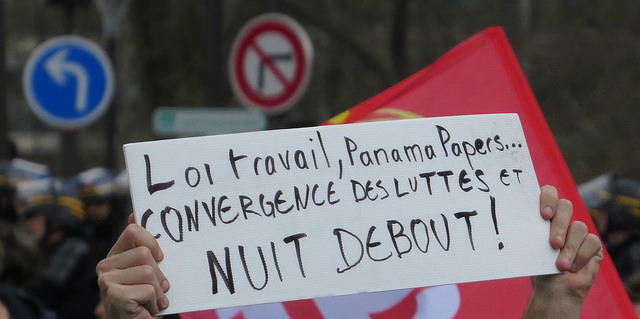 Loi travail, Panama Papers...
CONVERGENCE DES LUTTES ET
NUIT DEBOUT!